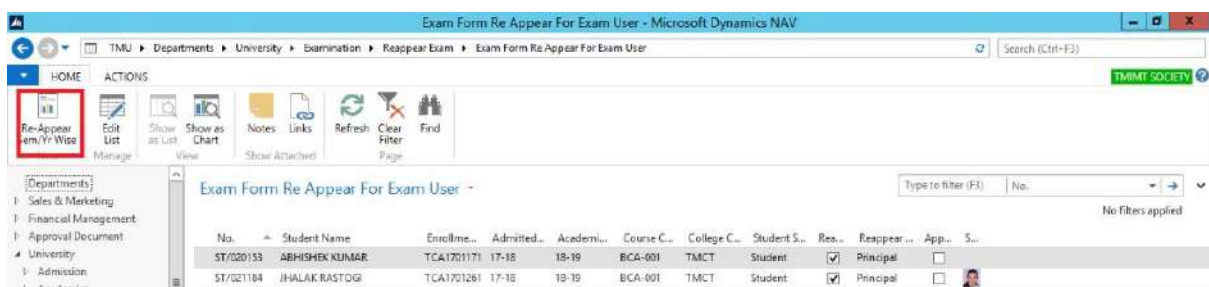 Exam Form Re Appear For Exam User - Microsoft Dynamics NAV
TMU ▸ Departments ▸ University ▸ Examination ▸ Reappear Exam ▸ Exam Form Re Appear For Exam User
Search (Ctrl+F3)
HOME ACTIONS
TMIMT SOCIETY
Re-Appear Sem/Yr Wise
Edit List
Show as List
Show as Chart
Notes
Links
Refresh
Clear Filter
Find
Manage
View
Show Attached
Page
Departments
Sales & Marketing
Financial Management
Approval Document
University
Admission
Exam Form Re Appear For Exam User
Type to filter (F3) No.
No filters applied
No. Student Name Enrollme... Admitted... Academi... Course C... College C... Student S... Rea... Reappear ... App... S...
ST/020153 ABHISHEK KUMAR TCA1701171 17-18 18-19 BCA-001 TMCT Student Principal
ST/021184 JHALAK RASTOGI TCA1701261 17-18 18-19 BCA-001 TMCT Student Principal